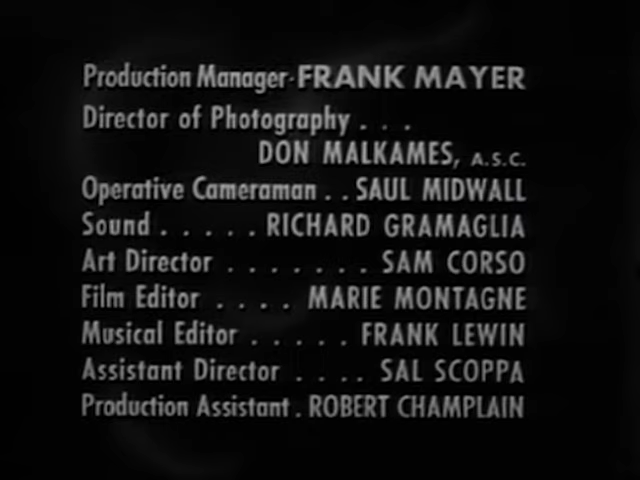 Production Manager-FRANK MAYER
Director of Photography . . .
DON MALKAMES, A.S.C.
Operative Cameraman . . SAUL MIDWALL
Sound . . . . . RICHARD GRAMAGLIA
Art Director . . . . . . . SAM CORSO
Film Editor . . . . MARIE MONTAGNE
Musical Editor . . . . . FRANK LEWIN
Assistant Director . . . . SAL SCOPPA
Production Assistant . ROBERT CHAMPLAIN